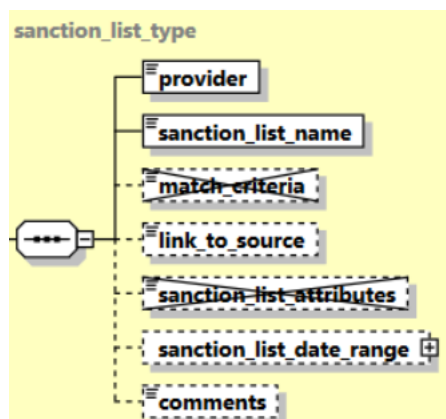 sanction_list_type
provider
sanction_list_name
match_criteria
link_to_source
sanction_list_attributes
sanction_list_date_range
comments